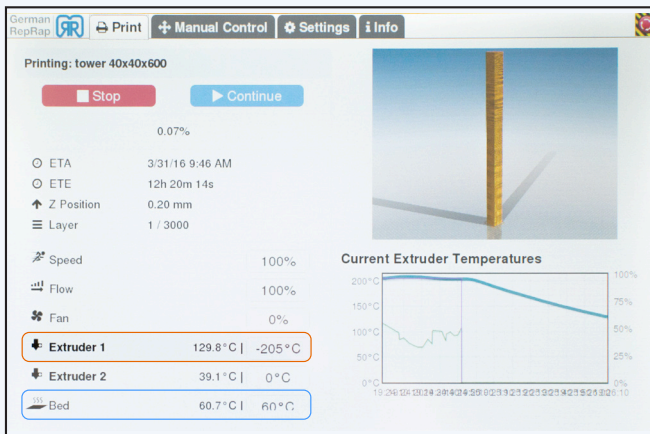 German
RepRap
Print
Manual Control
Settings
Info
Printing: tower 40x40x600
Stop
Continue
0.07%
ETA 3/31/16 9:46 AM
ETE 12h 20m 14s
Z Position 0.20 mm
Layer 1 / 3000
Speed 100%
Flow 100%
Fan 0%
Extruder 1 129.8°C | -205°C
Extruder 2 39.1°C | 0°C
Bed 60.7°C | 60°C
Current Extruder Temperatures
200°C 100%
150°C 75%
100°C 50%
50°C 25%
0°C 0%